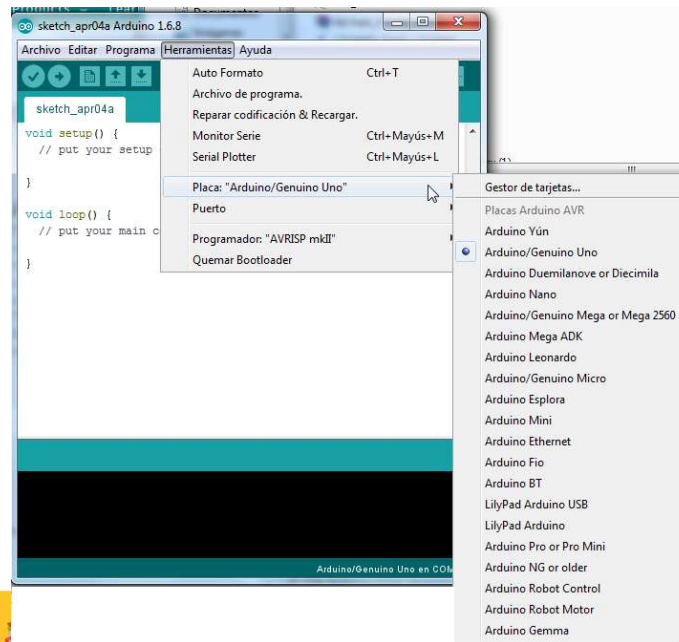 sketch_apr04a Arduino 1.6.8
Archivo Editar Programa Herramientas Ayuda
sketch_apr04a
void setup() {
// put your setup
}
void loop() {
// put your main c
}
Auto Formato Ctrl+T
Archivo de programa.
Reparar codificación & Recargar.
Monitor Serie Ctrl+Mayús+M
Serial Plotter Ctrl+Mayús+L
Placa: "Arduino/Genuino Uno"
Puerto
Programador: "AVRISP mkII"
Quemar Bootloader
Gestor de tarjetas...
Placas Arduino AVR
Arduino Yún
Arduino/Genuino Uno
Arduino Duemilanove or Diecimila
Arduino Nano
Arduino/Genuino Mega or Mega 2560
Arduino Mega ADK
Arduino Leonardo
Arduino/Genuino Micro
Arduino Esplora
Arduino Mini
Arduino Ethernet
Arduino Fio
Arduino BT
LilyPad Arduino USB
LilyPad Arduino
Arduino Pro or Pro Mini
Arduino NG or older
Arduino Robot Control
Arduino Robot Motor
Arduino Gemma
Arduino/Genuino Uno en COM